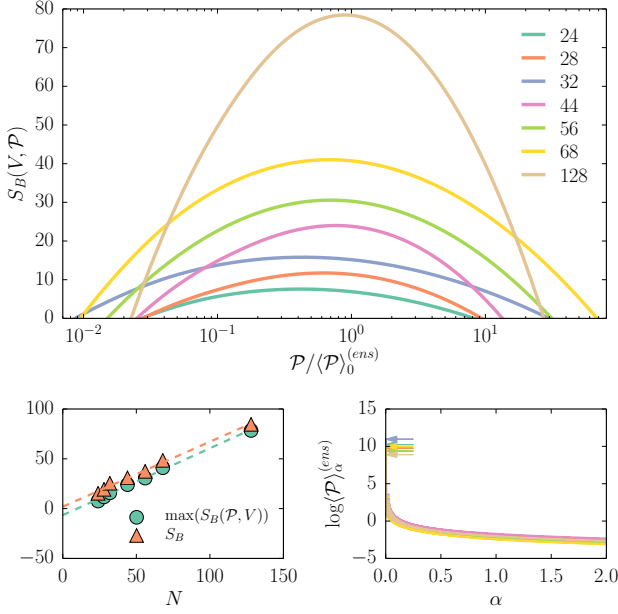 80
70
60
50
40
30
20
10
0
S_B(V, P)
10^{-2} 10^{-1} 10^0 10^1
P/⟨P⟩_0^{(ens)}
24
28
32
44
56
68
128
100
50
0
−50
0 50 100 150
N
max(S_B(P, V))
S_B
15
10
5
0
−5
log⟨P⟩_α^{(ens)}
0.0 0.5 1.0 1.5 2.0
α